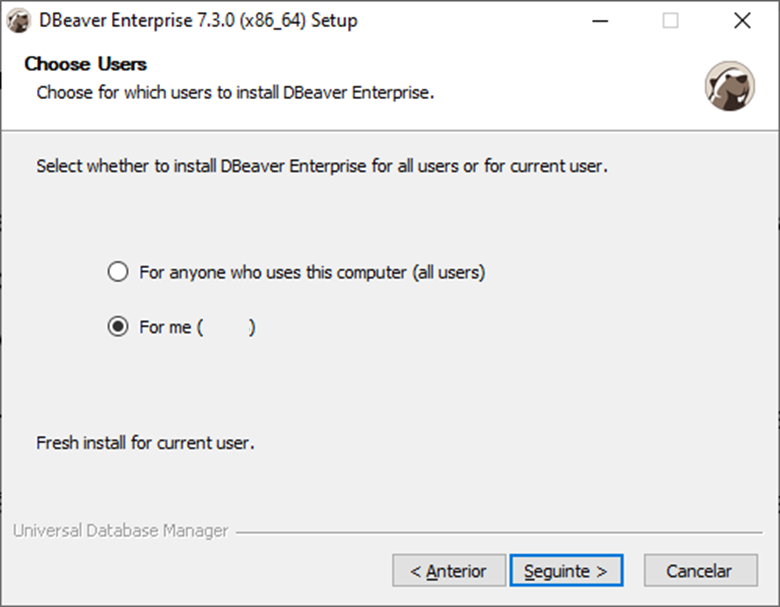 DBeaver Enterprise 7.3.0 (x86_64) Setup
Choose Users
Choose for which users to install DBeaver Enterprise.
Select whether to install DBeaver Enterprise for all users or for current user.
For anyone who uses this computer (all users)
For me (        )
Fresh install for current user.
Universal Database Manager
< Anterior
Seguinte >
Cancelar